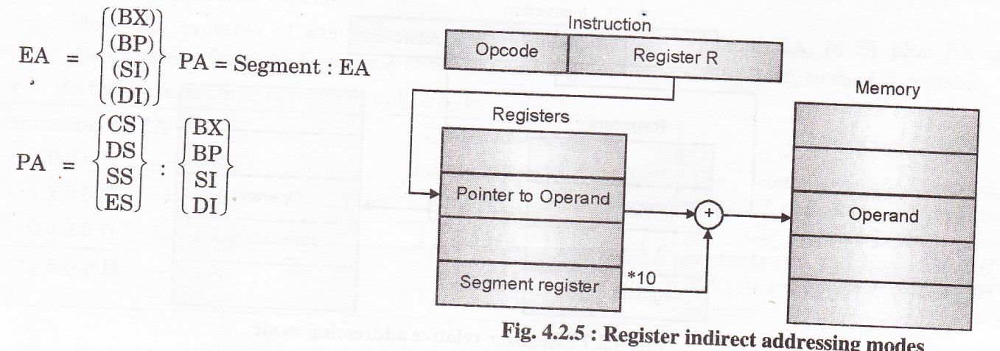 EA = {(BX) (BP) (SI) (DI)} PA = Segment : EA
PA = {CS DS SS ES} : {BX BP SI DI}
Instruction
Opcode
Register R
Registers
Pointer to Operand
Segment register
*10
+
Memory
Operand
Fig. 4.2.5 : Register indirect addressing modes